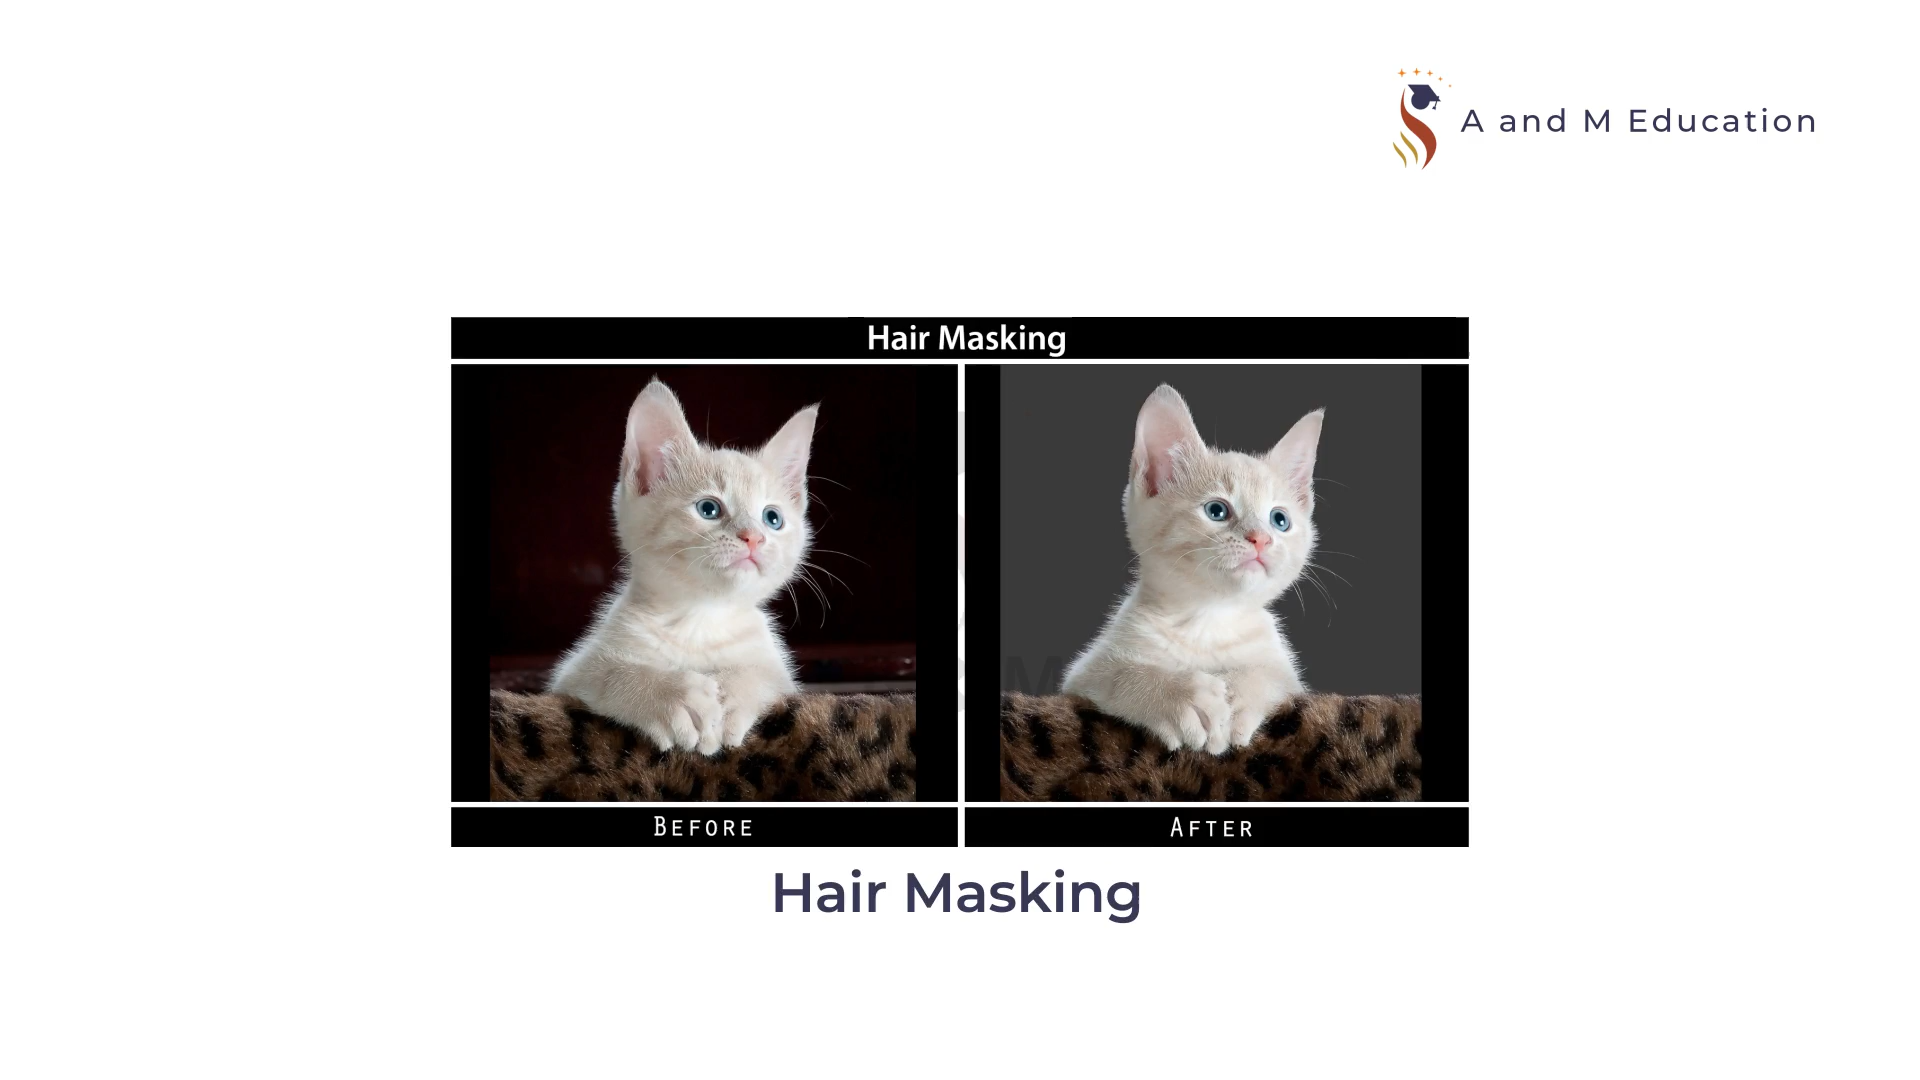 A and M Education
Hair Masking
Before
After
Hair Masking